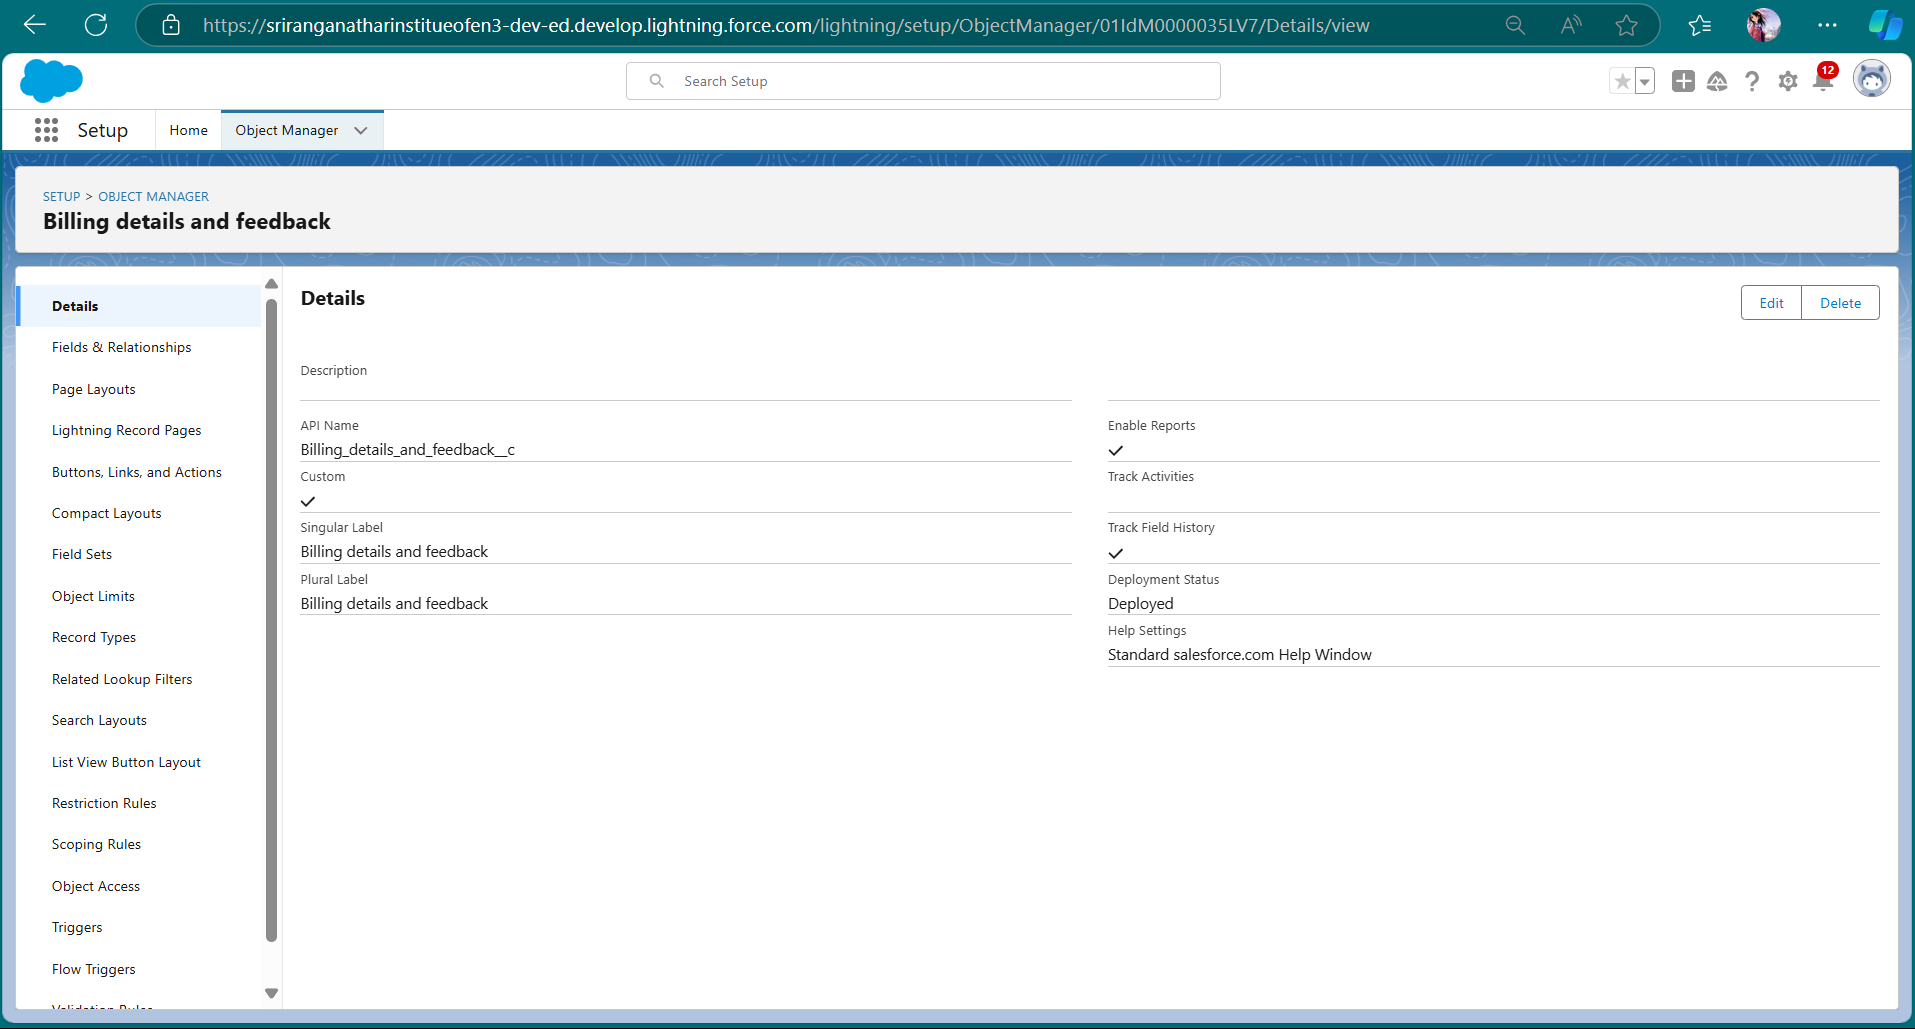 https://sriranganatharinstitueofen3-dev-ed.develop.lightning.force.com/lightning/setup/ObjectManager/01IdM0000035LV7/Details/view
Search Setup
12
Setup
Home
Object Manager
SETUP > OBJECT MANAGER
Billing details and feedback
Details
Fields & Relationships
Page Layouts
Lightning Record Pages
Buttons, Links, and Actions
Compact Layouts
Field Sets
Object Limits
Record Types
Related Lookup Filters
Search Layouts
List View Button Layout
Restriction Rules
Scoping Rules
Object Access
Triggers
Flow Triggers
Validation Rules
Details
Edit
Delete
Description
API Name
Billing_details_and_feedback__c
Custom
Singular Label
Billing details and feedback
Plural Label
Billing details and feedback
Enable Reports
Track Activities
Track Field History
Deployment Status
Deployed
Help Settings
Standard salesforce.com Help Window